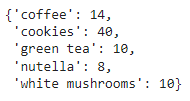 {'coffee': 14,
'cookies': 40,
'green tea': 10,
'nutella': 8,
'white mushrooms': 10}